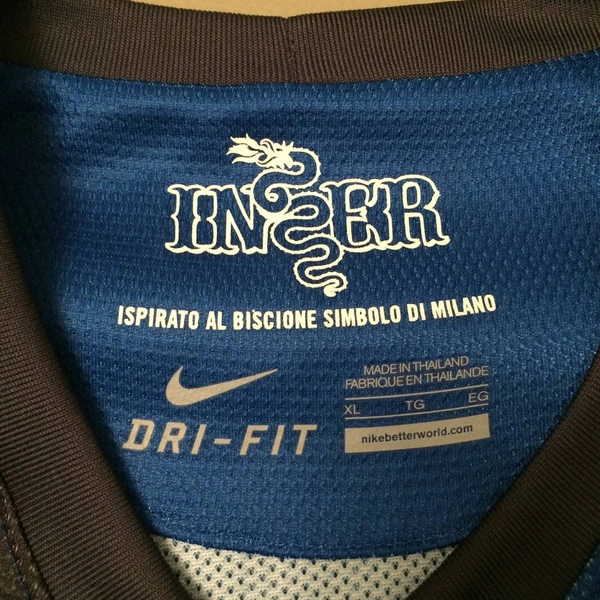 INTER
ISPIRATO AL BISCIONE SIMBOLO DI MILANO
MADE IN THAILAND
FABRIQUE EN THAILANDE
XL TG EG
DRI-FIT
nikebetterworld.com